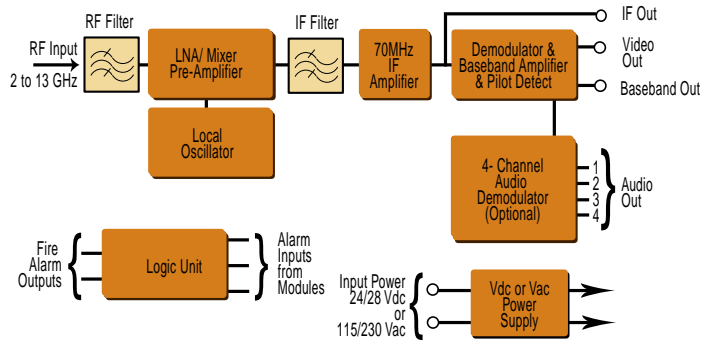 RF Filter
IF Filter
IF Out
RF Input
2 to 13 GHz
LNA/ Mixer
Pre-Amplifier
70MHz
IF
Amplifier
Demodulator &
Baseband Amplifier
& Pilot Detect
Video
Out
Baseband Out
Local
Oscillator
4- Channel
Audio
Demodulator
(Optional)
1
2
3
4
Audio
Out
Fire
Alarm
Outputs
Logic Unit
Alarm
Inputs
from
Modules
Input Power
24/28 Vdc
or
115/230 Vac
Vdc or Vac
Power
Supply